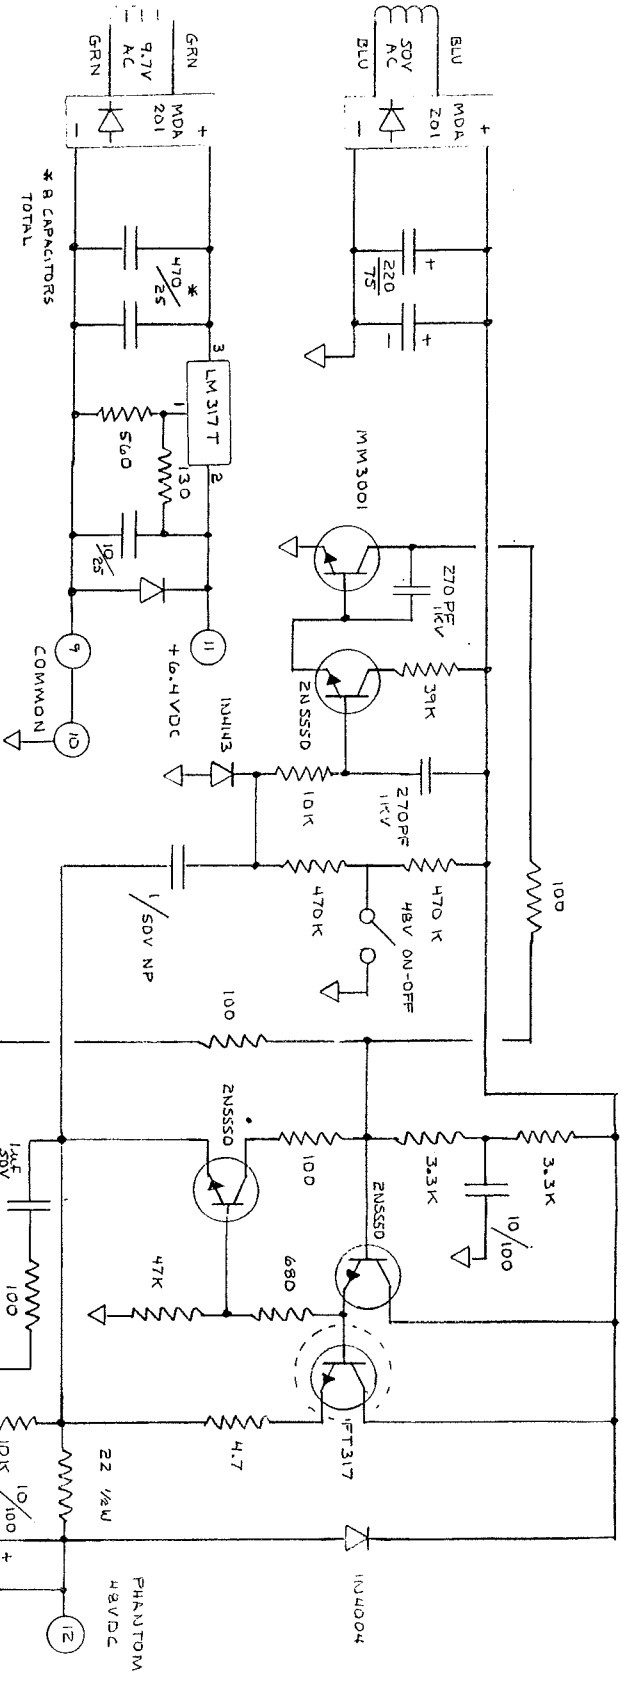 BLU
50V
AC
BLU
MDA
201
+
-
220
75
+
+
-
GRN
9.7V
AC
GRN
MDA
201
+
-
470
/
25
*
* 8 CAPACITORS
TOTAL
3
LM317T
1
2
560
130
10
/
25
11
+6.4VDC
9
10
COMMON
MM3001
270PF
1KV
2N5550
39K
1N4143
10K
270PF
1KV
470K
470K
48V ON-OFF
100
1/50V NP
100
2N5550
100
3.3K
3.3K
10/100
2N5550
47K
680
FT317
4.7
1µF
50V
100
10K
10
/
100
+
22 1/2W
1N4004
PHANTOM
48VDC
12